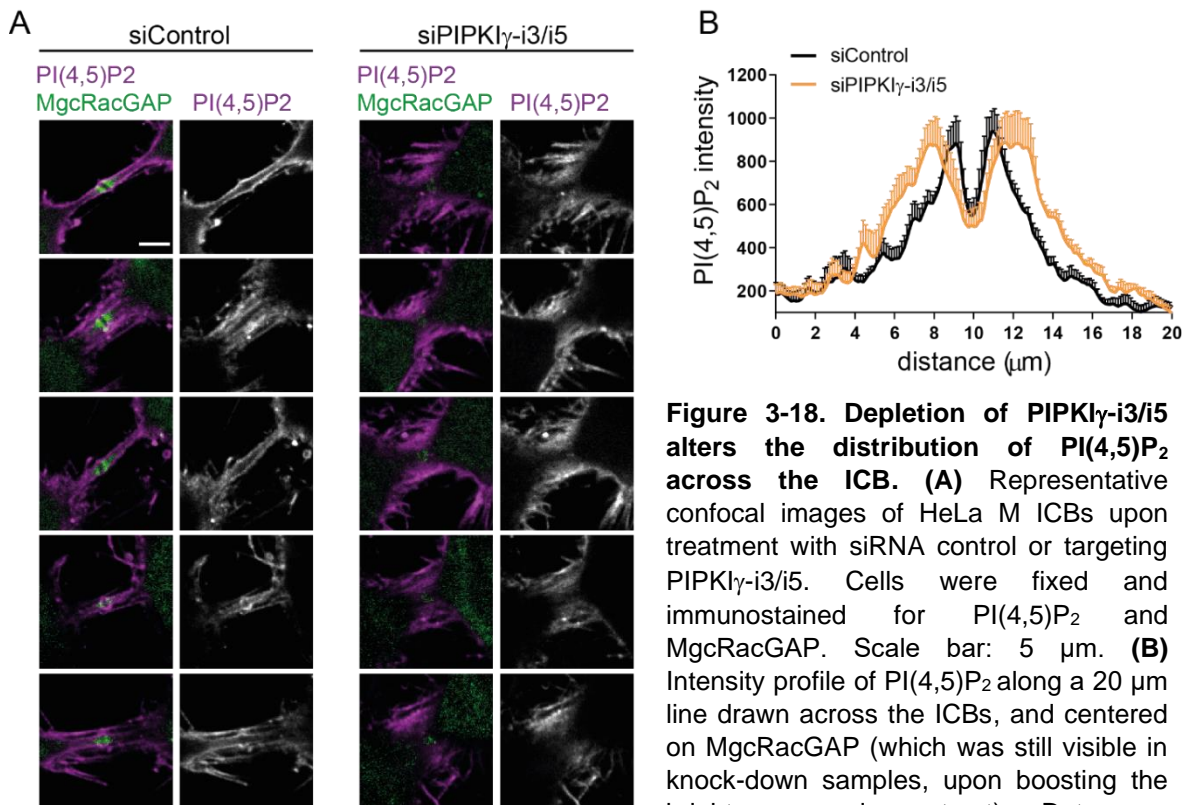 A
siControl
siPIPKIγ-i3/i5
PI(4,5)P2
MgcRacGAP
PI(4,5)P2
PI(4,5)P2
MgcRacGAP
PI(4,5)P2
B
siControl
siPIPKIγ-i3/i5
PI(4,5)P2 intensity
1200
1000
800
600
400
200
0 2 4 6 8 10 12 14 16 18 20
distance (μm)
Figure 3-18. Depletion of PIPKIγ-i3/i5
alters the distribution of PI(4,5)P2
across the ICB. (A) Representative
confocal images of HeLa M ICBs upon
treatment with siRNA control or targeting
PIPKIγ-i3/i5. Cells were fixed and
immunostained for PI(4,5)P2 and
MgcRacGAP. Scale bar: 5 μm. (B)
Intensity profile of PI(4,5)P2 along a 20 μm
line drawn across the ICBs, and centered
on MgcRacGAP (which was still visible in
knock-down samples, upon boosting the